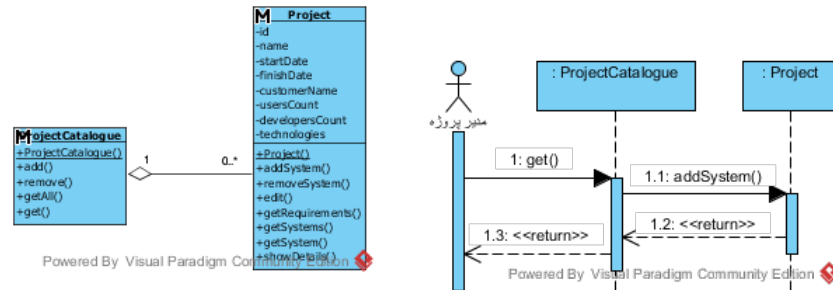 Project
-id
-name
-startDate
-finishDate
-customerName
-usersCount
-developersCount
-technologies
+Project()
+addSystem()
+removeSystem()
+edit()
+getRequirements()
+getSystems()
+getSystem()
+showDetails()
ProjectCatalogue
+ProjectCatalogue()
+add()
+remove()
+getAll()
+get()
1
0..*
Powered By Visual Paradigm Community Edition
: ProjectCatalogue
: Project
مدیر پروژه
1: get()
1.1: addSystem()
1.2: <<return>>
1.3: <<return>>
Powered By Visual Paradigm Community Edition